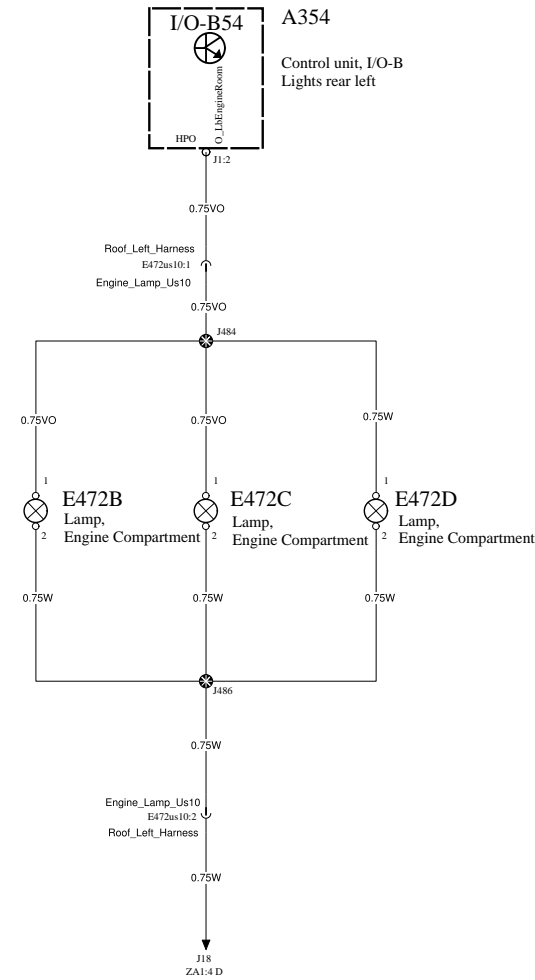 I/O-B54
A354
Control unit, I/O-B
Lights rear left
O_LbEngineRoom
HPO
J1:2
0.75VO
Roof_Left_Harness
E472us10:1
Engine_Lamp_Us10
0.75VO
J484
0.75VO
0.75VO
0.75W
1
1
1
E472B
Lamp,
Engine Compartment
E472C
Lamp,
Engine Compartment
E472D
Lamp,
Engine Compartment
2
2
2
0.75W
0.75W
0.75W
J486
0.75W
Engine_Lamp_Us10
E472us10:2
Roof_Left_Harness
0.75W
J18
ZA1:4 D